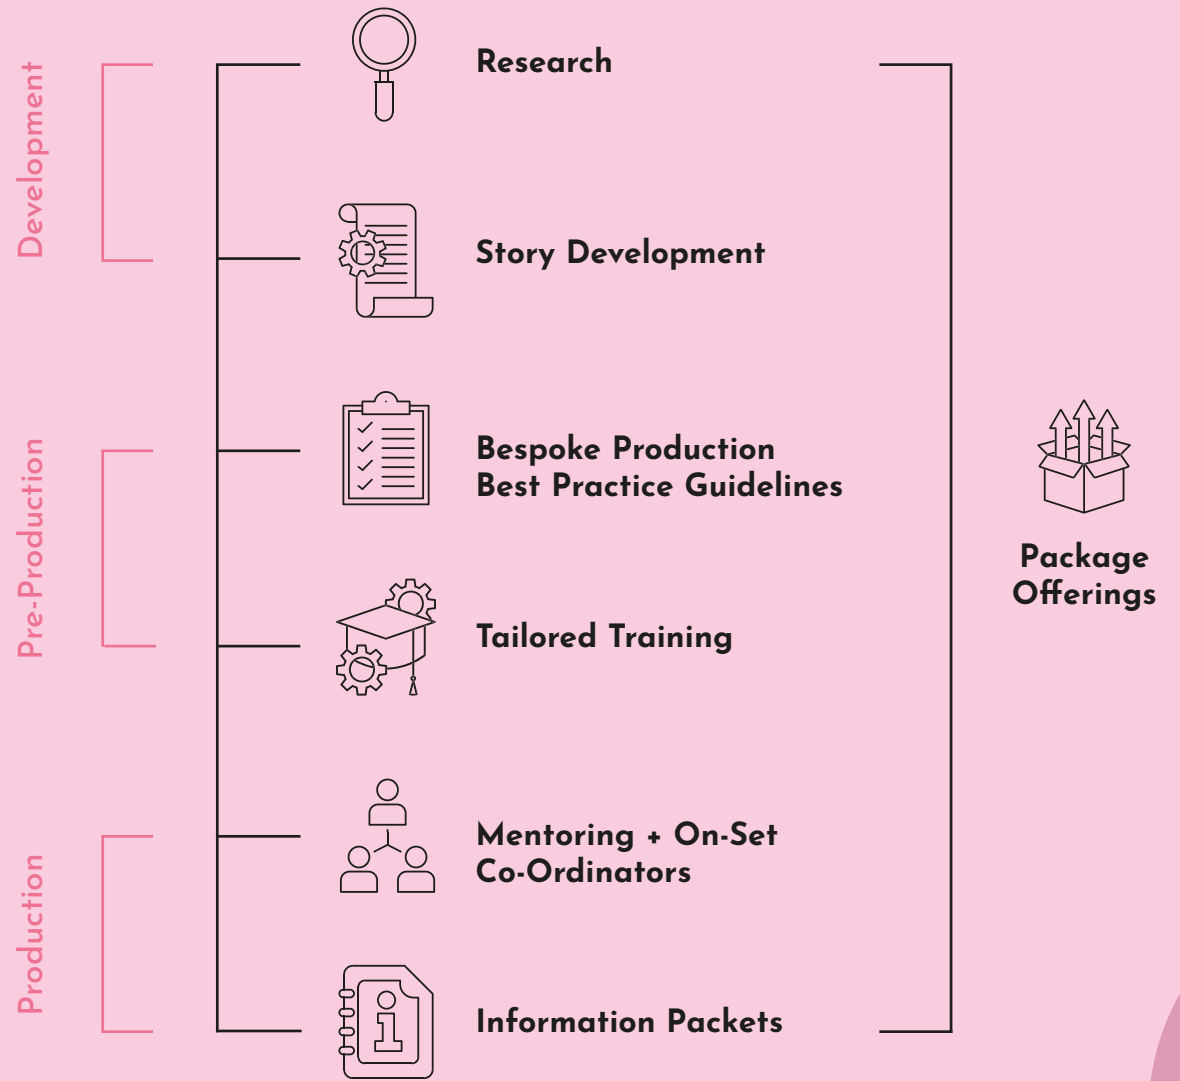 Development
Research
Story Development
Pre-Production
Bespoke Production
Best Practice Guidelines
Tailored Training
Production
Mentoring + On-Set
Co-Ordinators
Information Packets
Package
Offerings